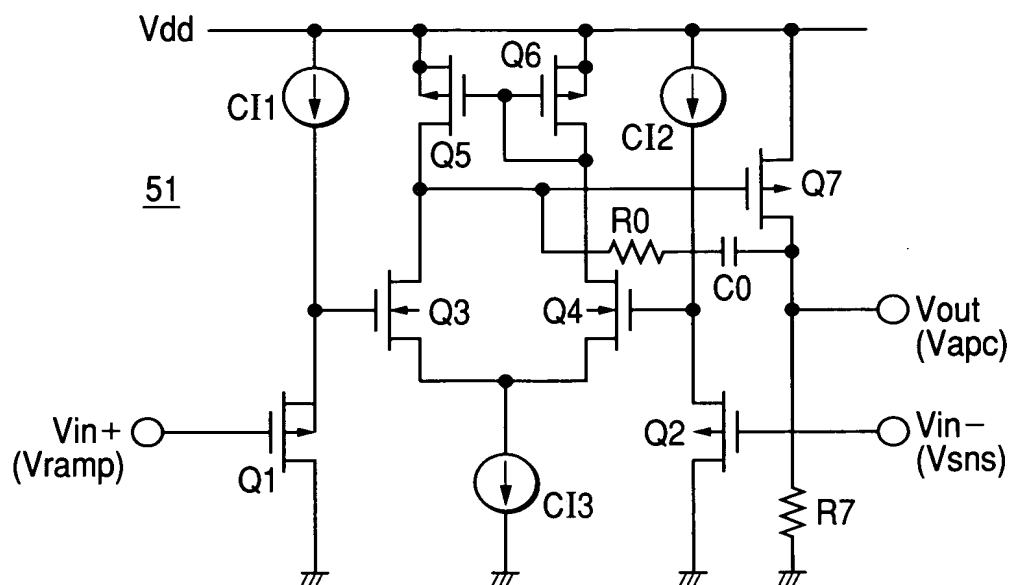 Vdd
Q6
CI1
Q5
CI2
51
Q7
R0
C0
Q3
Q4
Vout
(Vapc)
Vin+
(Vramp)
Q1
Q2
Vin−
(Vsns)
CI3
R7